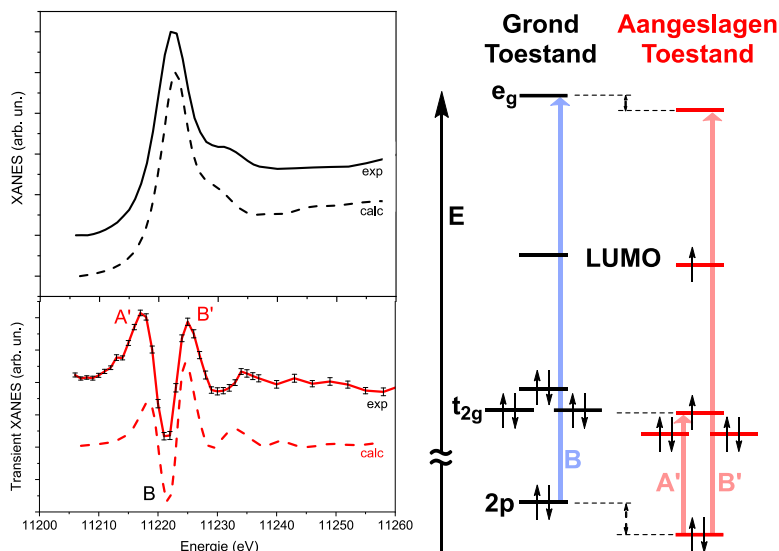 XANES (arb. un.)
exp
calc
Transient XANES (arb. un.)
A'
B'
B
exp
calc
11200
11210
11220
11230
11240
11250
11260
Energie (eV)
Grond
Toestand
Aangeslagen
Toestand
eg
E
LUMO
t2g
B
A'
B'
2p